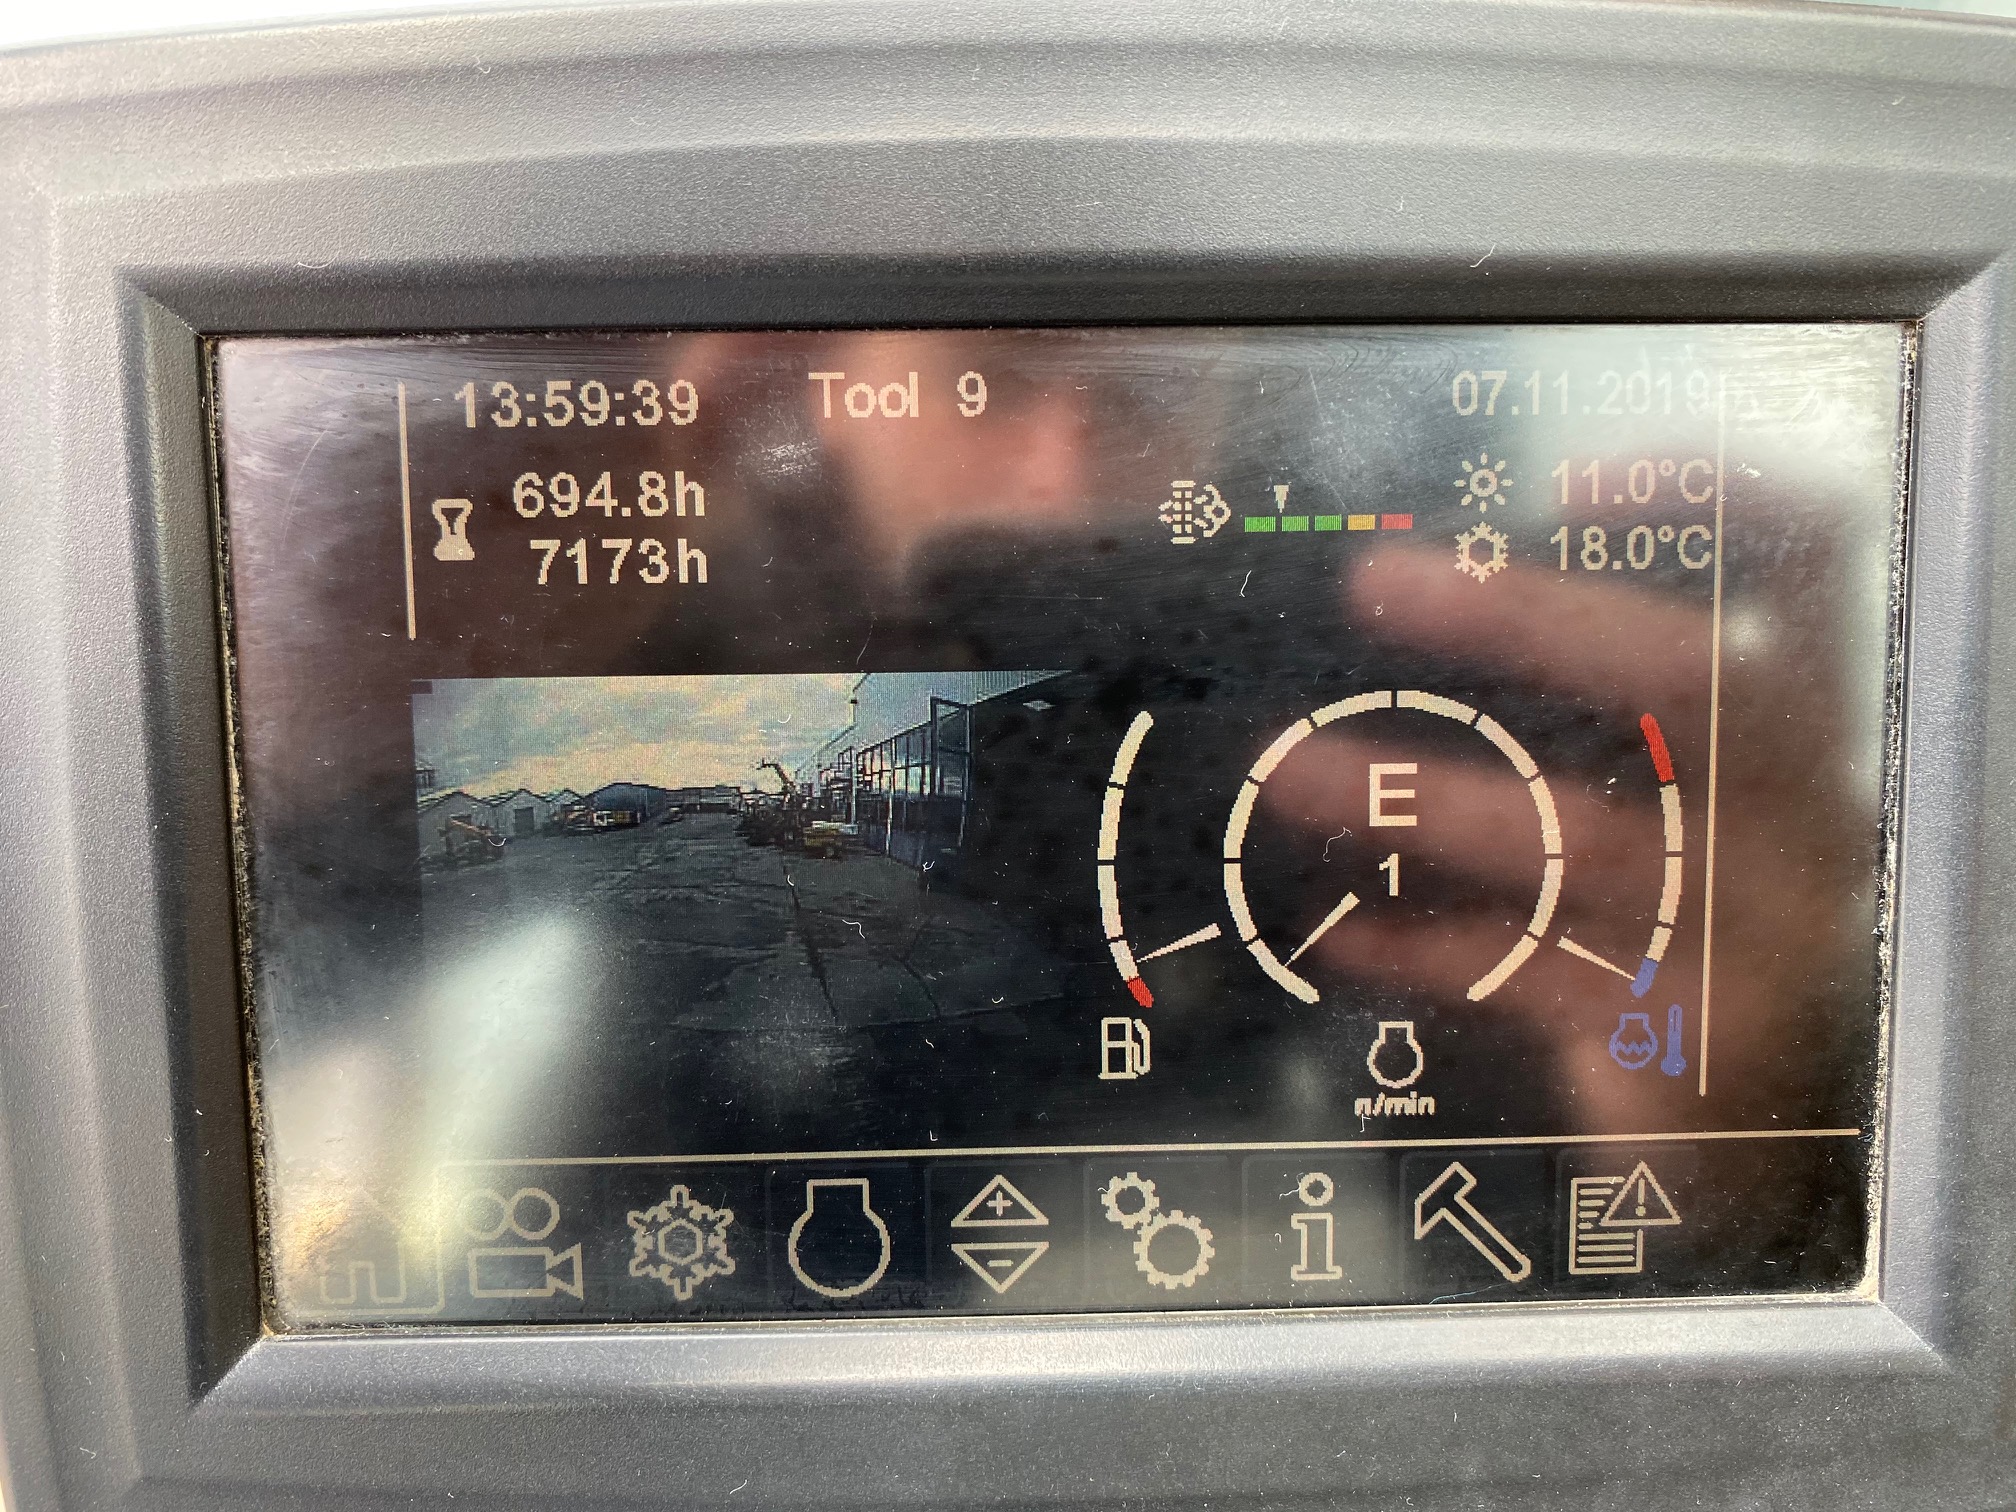 13:59:39 Tool 9 07.11.2019
694.8h 11.0°C
7173h 18.0°C
E
1
n/min